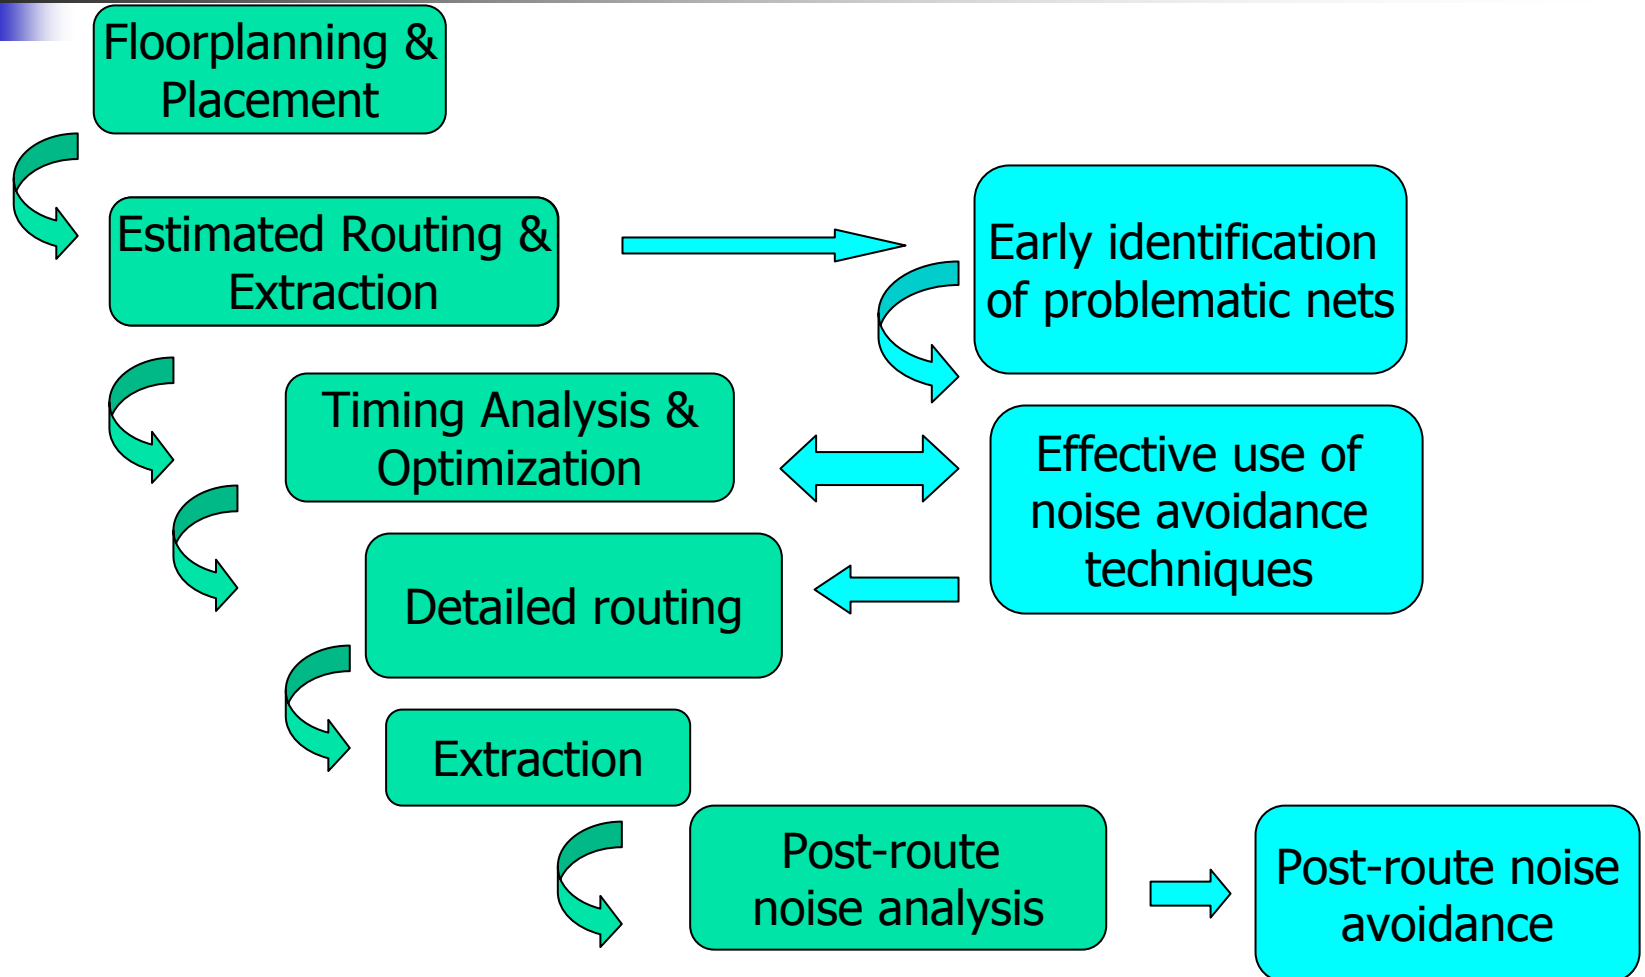 Floorplanning &
Placement
Estimated Routing &
Extraction
Early identification
of problematic nets
Timing Analysis &
Optimization
Effective use of
noise avoidance
techniques
Detailed routing
Extraction
Post-route
noise analysis
Post-route noise
avoidance